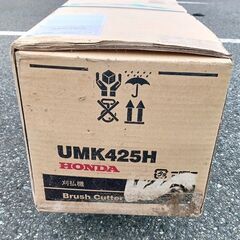 UMK425H
HONDA
刈払機
Brush Cutter